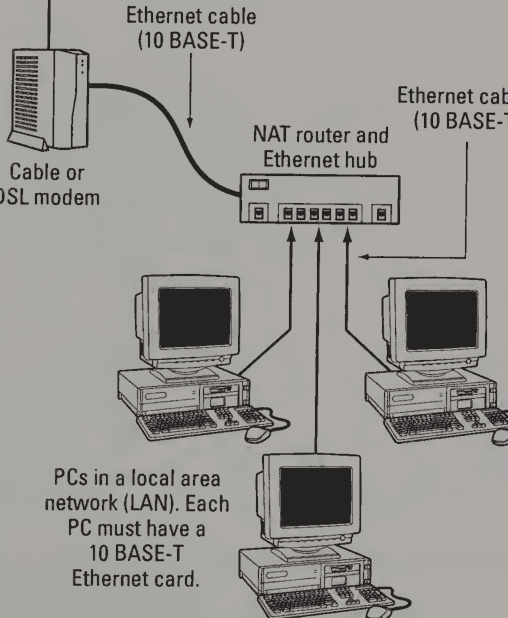 Ethernet cable
(10 BASE-T)
Ethernet
(10 BASE-T
NAT router and
Ethernet hub
Cable or
DSL modem
PCs in a local area
network (LAN). Each
PC must have a
10 BASE-T
Ethernet card.